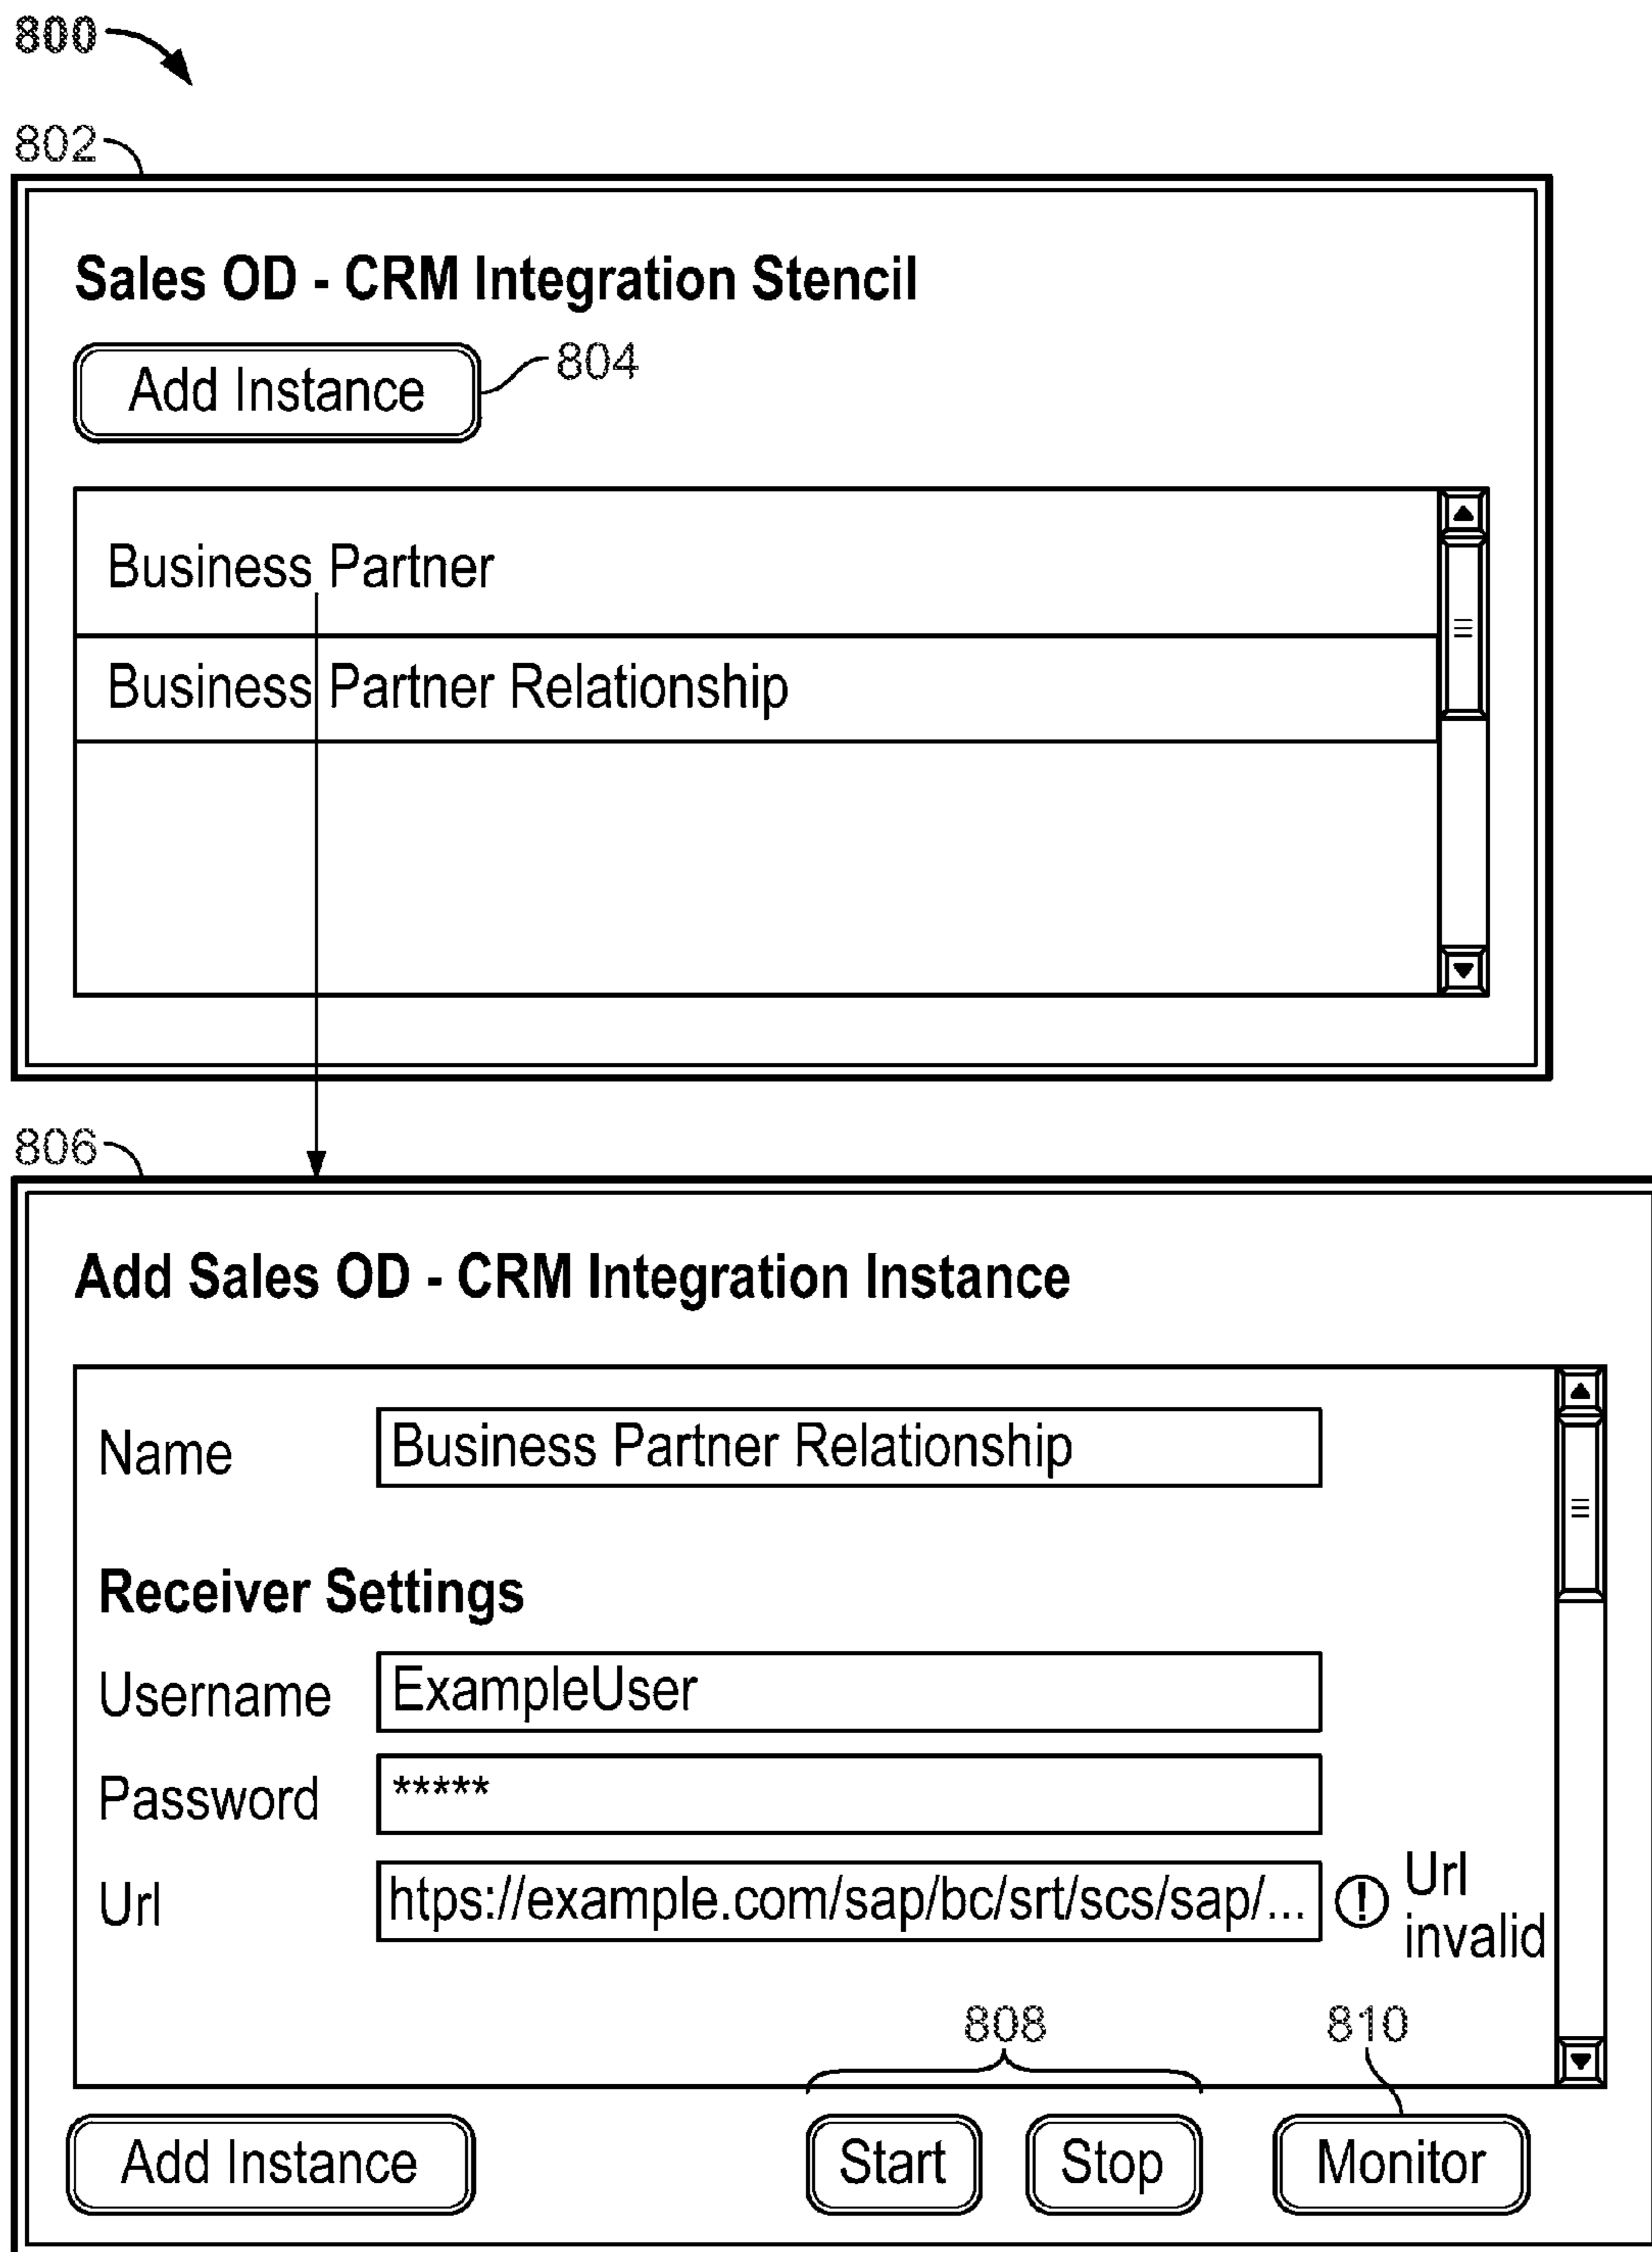 800
802
Sales OD - CRM Integration Stencil
Add Instance
804
Business Partner
Business Partner Relationship
806
Add Sales OD - CRM Integration Instance
Name
Business Partner Relationship
Receiver Settings
Username
ExampleUser
Password
*****
Url
htps://example.com/sap/bc/srt/scs/sap/...
! Url
invalid
808
810
Add Instance
Start
Stop
Monitor